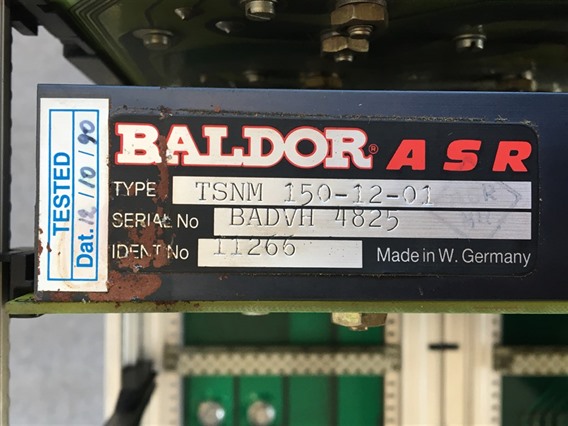 TESTED
Dat. 12/10/90
BALDOR® ASR
TYPE TSNM 150-12-01
SERIAL No BADVH 4825
IDENT No 11266
Made in W. Germany